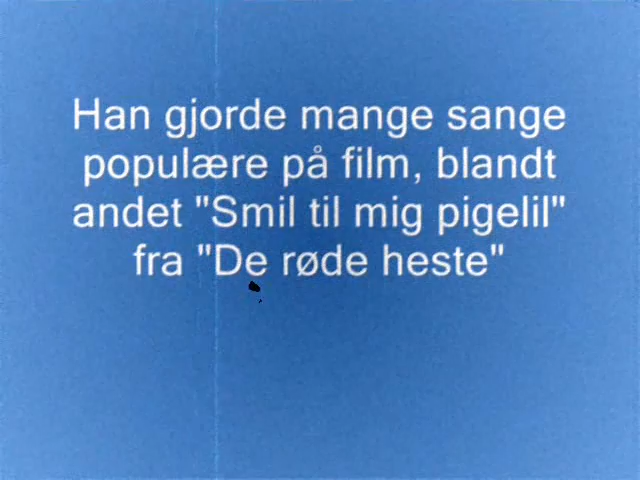 Han gjorde mange sange
populære på film, blandt
andet "Smil til mig pigelil"
fra "De røde heste"